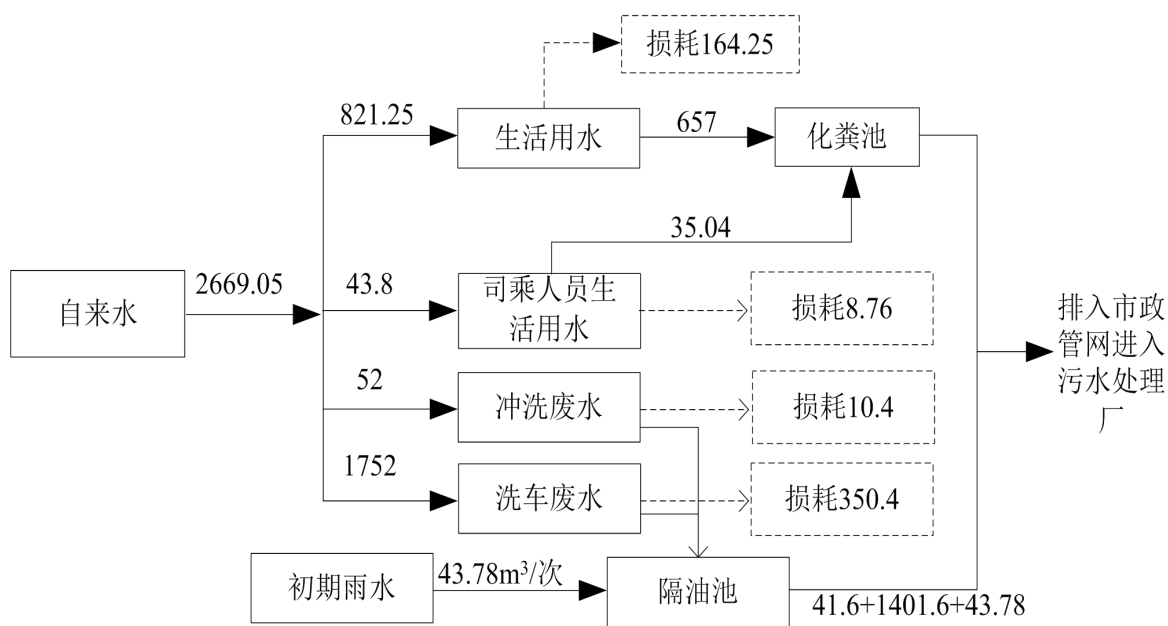 损耗164.25
821.25
生活用水
657
化粪池
35.04
自来水
2669.05
43.8
司乘人员生
活用水
损耗8.76
排入市政
管网进入
污水处理
厂
52
冲洗废水
损耗10.4
1752
洗车废水
损耗350.4
初期雨水
43.78m³/次
隔油池
41.6+1401.6+43.78